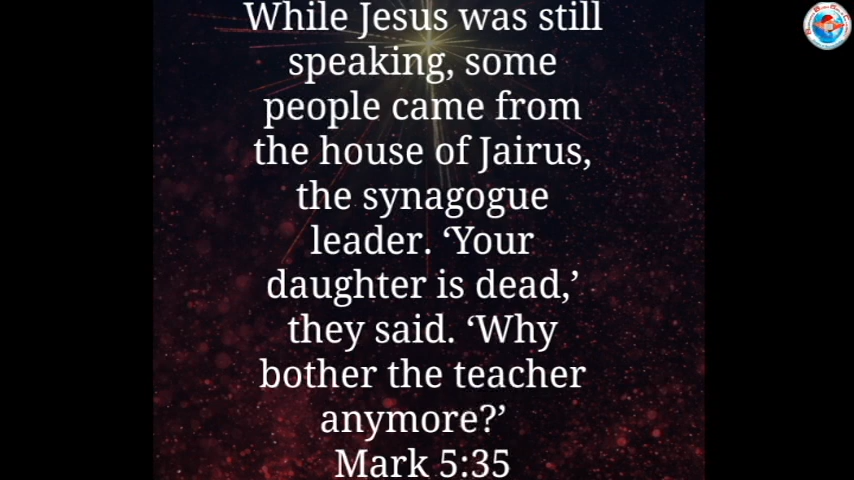 While Jesus was still
speaking, some
people came from
the house of Jairus,
the synagogue
leader. ‘Your
daughter is dead,’
they said. ‘Why
bother the teacher
anymore?’
Mark 5:35